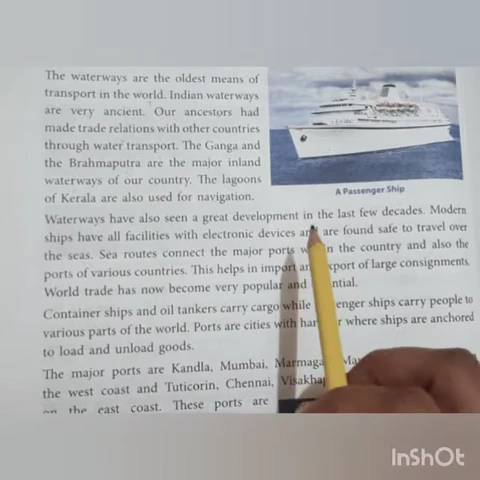 The waterways are the oldest means of
transport in the world. Indian waterways
are very ancient. Our ancestors had
made trade relations with other countries
through water transport. The Ganga and
the Brahmaputra are the major inland
waterways of our country. The lagoons
of Kerala are also used for navigation.
A Passenger Ship
Waterways have also seen a great development in the last few decades. Modern
ships have all facilities with electronic devices and are found safe to travel over
the seas. Sea routes connect the major ports in the country and also the
ports of various countries. This helps in import and export of large consignments.
World trade has now become very popular and
Container ships and oil tankers carry cargo while ships carry people to
various parts of the world. Ports are cities with where ships are anchored
to load and unload goods.
The major ports are Kandla, Mumbai,
the west coast and Tuticorin, Chennai,
on the east coast. These ports are
InShOt